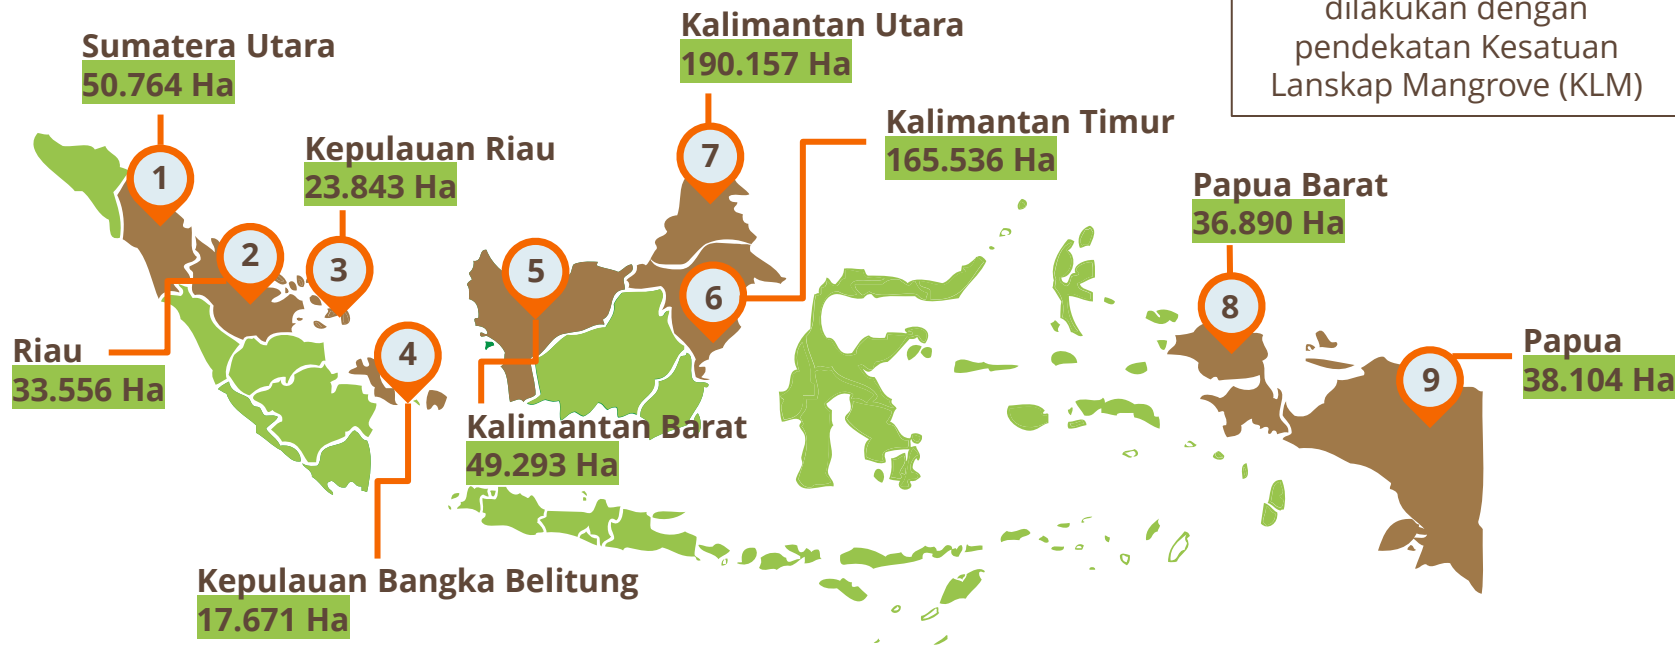 dilakukan dengan
pendekatan Kesatuan
Lanskap Mangrove (KLM)
Sumatera Utara
50.764 Ha
Kepulauan Riau
23.843 Ha
Kalimantan Utara
190.157 Ha
Kalimantan Timur
165.536 Ha
Papua Barat
36.890 Ha
Riau
33.556 Ha
Papua
38.104 Ha
Kalimantan Barat
49.293 Ha
Kepulauan Bangka Belitung
17.671 Ha
1
2
3
4
5
6
7
8
9